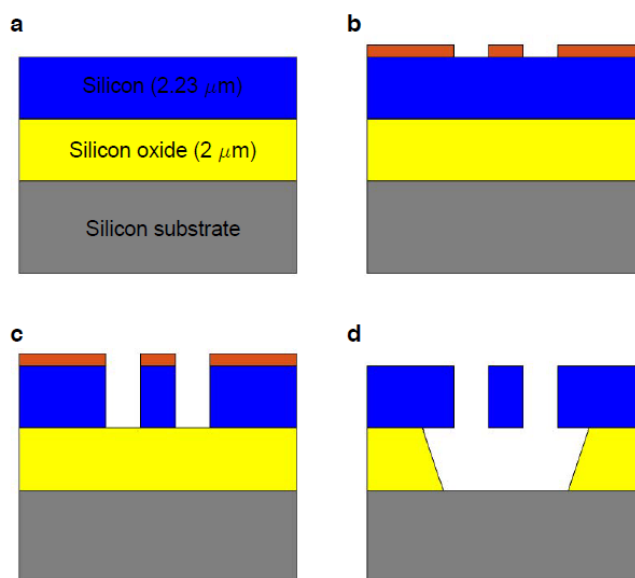 a
b
Silicon (2.23 μm)
Silicon oxide (2 μm)
Silicon substrate
c
d